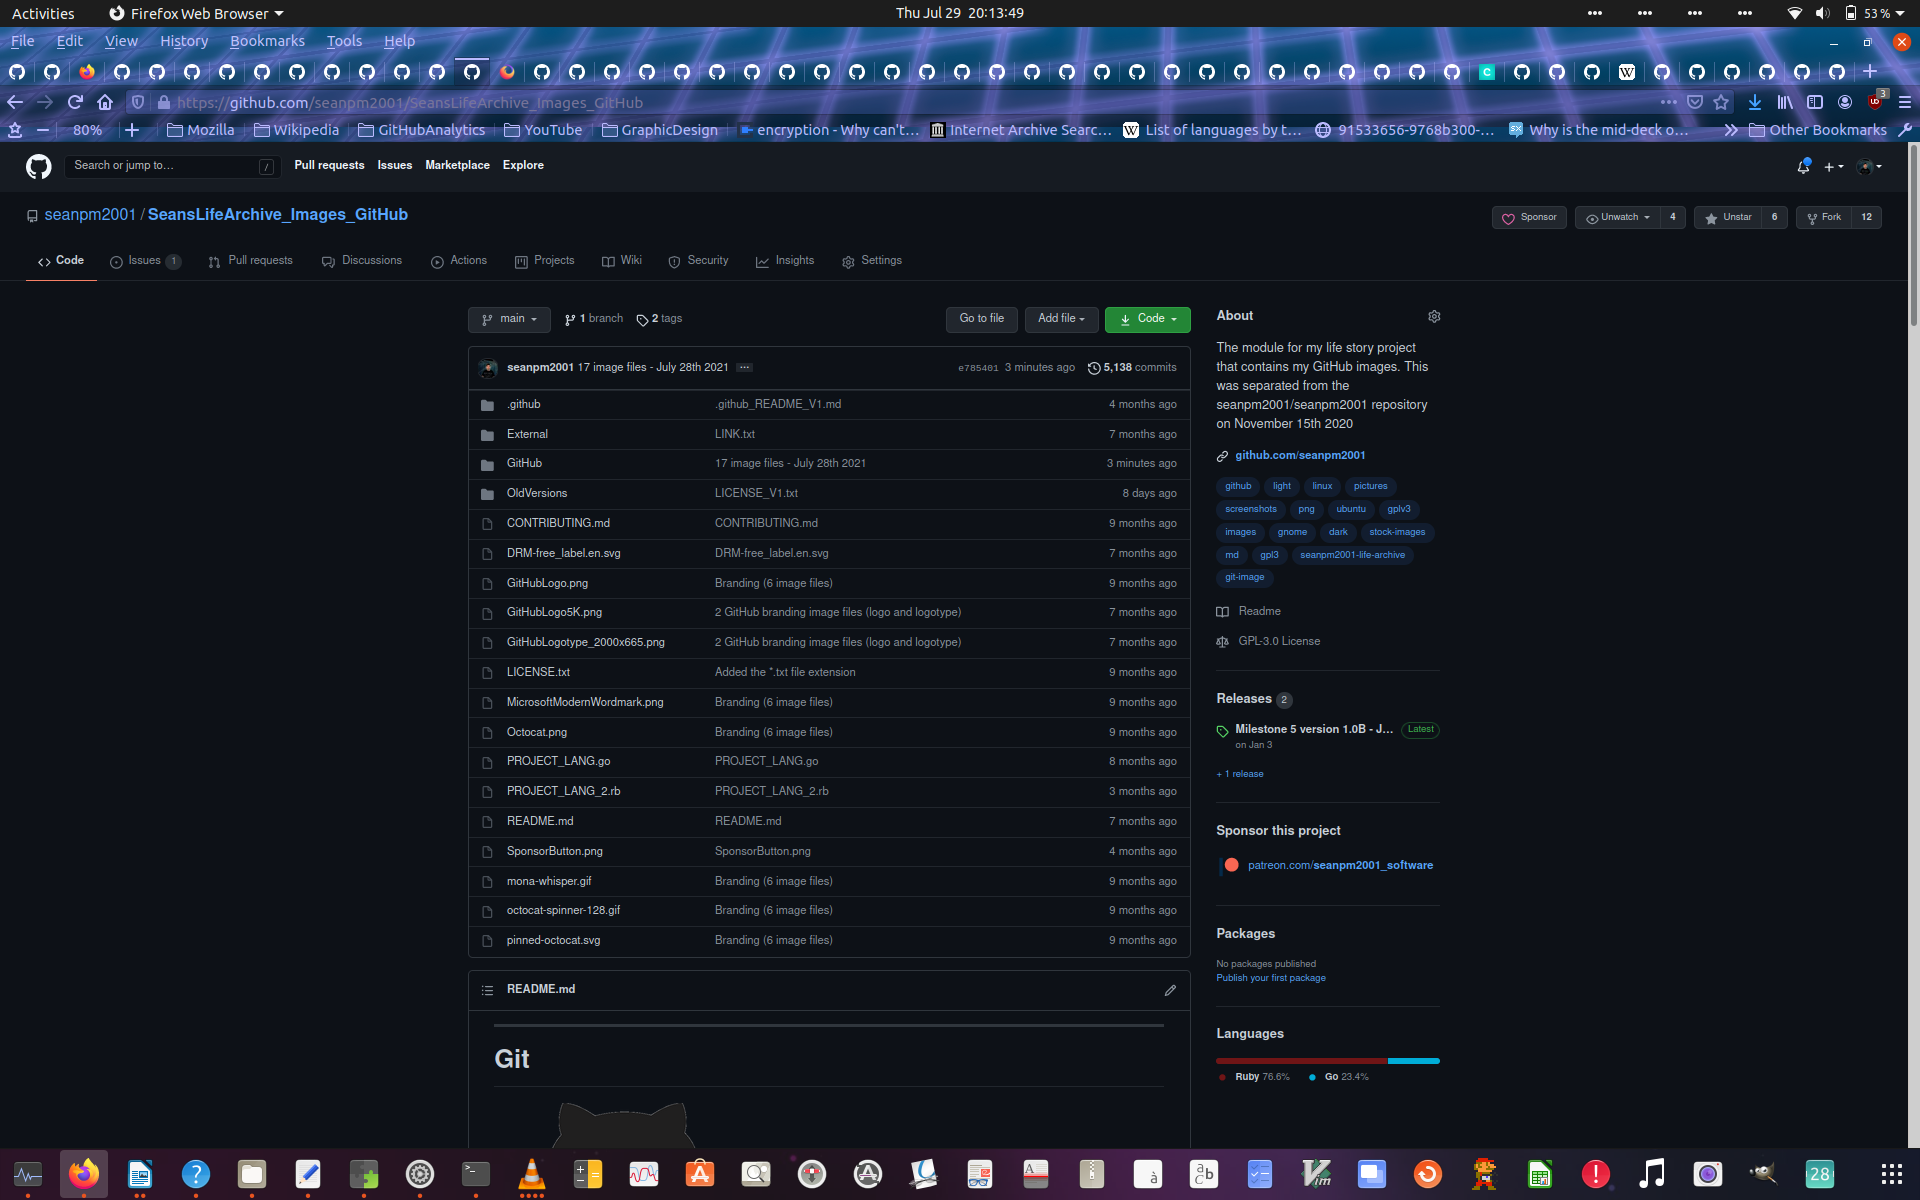 Activities Firefox Web Browser Thu Jul 29 20:13:49 53 %
File Edit View History Bookmarks Tools Help
https://github.com/seanpm2001/SeansLifeArchive_Images_GitHub 3
80% Mozilla Wikipedia GitHubAnalytics YouTube GraphicDesign encryption - Why can't... Internet Archive Searc... List of languages by t... 91533656-9768b300-... Why is the mid-deck o... Other Bookmarks
Search or jump to... / Pull requests Issues Marketplace Explore
seanpm2001 / SeansLifeArchive_Images_GitHub Sponsor Unwatch 4 Unstar 6 Fork 12
Code Issues 1 Pull requests Discussions Actions Projects Wiki Security Insights Settings
main 1 branch 2 tags Go to file Add file Code
seanpm2001 17 image files - July 28th 2021 ... e785401 3 minutes ago 5,138 commits
.github .github_README_V1.md 4 months ago
External LINK.txt 7 months ago
GitHub 17 image files - July 28th 2021 3 minutes ago
OldVersions LICENSE_V1.txt 8 days ago
CONTRIBUTING.md CONTRIBUTING.md 9 months ago
DRM-free_label.en.svg DRM-free_label.en.svg 7 months ago
GitHubLogo.png Branding (6 image files) 9 months ago
GitHubLogo5K.png 2 GitHub branding image files (logo and logotype) 7 months ago
GitHubLogotype_2000x665.png 2 GitHub branding image files (logo and logotype) 7 months ago
LICENSE.txt Added the *.txt file extension 9 months ago
MicrosoftModernWordmark.png Branding (6 image files) 9 months ago
Octocat.png Branding (6 image files) 9 months ago
PROJECT_LANG.go PROJECT_LANG.go 8 months ago
PROJECT_LANG_2.rb PROJECT_LANG_2.rb 3 months ago
README.md README.md 7 months ago
SponsorButton.png SponsorButton.png 4 months ago
mona-whisper.gif Branding (6 image files) 9 months ago
octocat-spinner-128.gif Branding (6 image files) 9 months ago
pinned-octocat.svg Branding (6 image files) 9 months ago
README.md
Git
About
The module for my life story project
that contains my GitHub images. This
was separated from the
seanpm2001/seanpm2001 repository
on November 15th 2020
github.com/seanpm2001
github light linux pictures
screenshots png ubuntu gplv3
images gnome dark stock-images
md gpl3 seanpm2001-life-archive
git-image
Readme
GPL-3.0 License
Releases 2
Milestone 5 version 1.0B - J... Latest
on Jan 3
+ 1 release
Sponsor this project
patreon.com/seanpm2001_software
Packages
No packages published
Publish your first package
Languages
Ruby 76.6% Go 23.4%
28